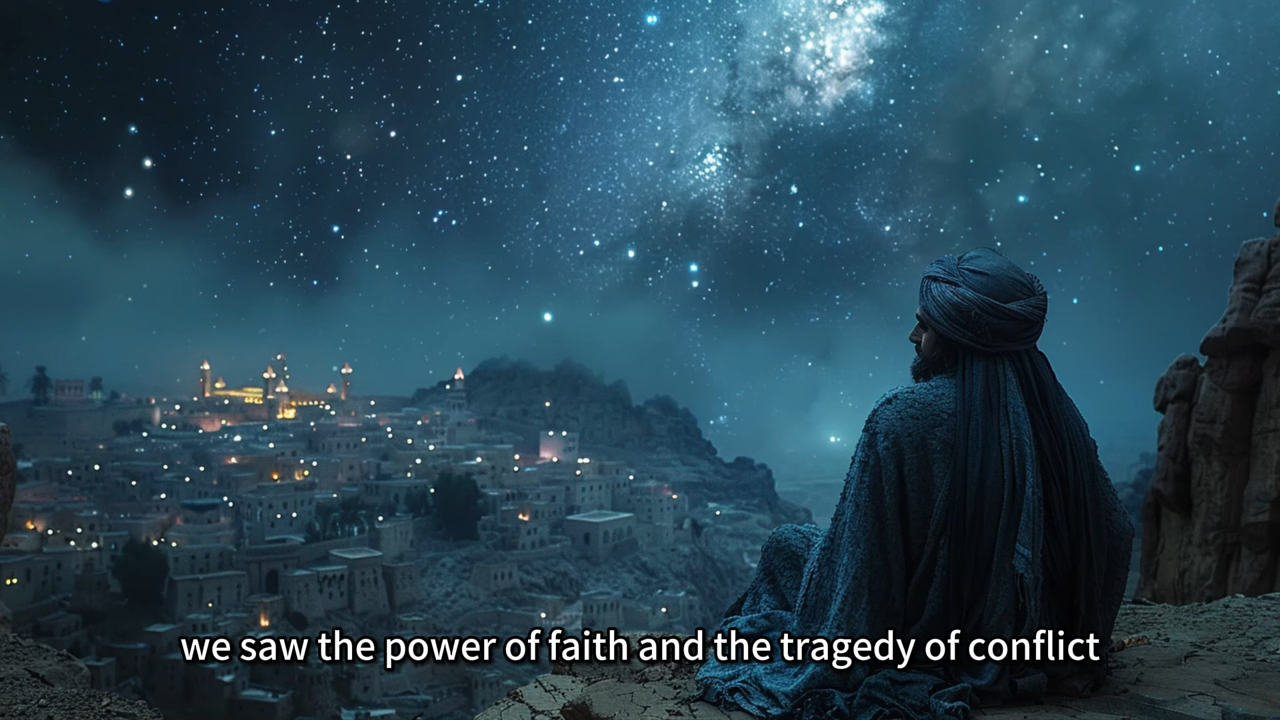 we saw the power of faith and the tragedy of conflict